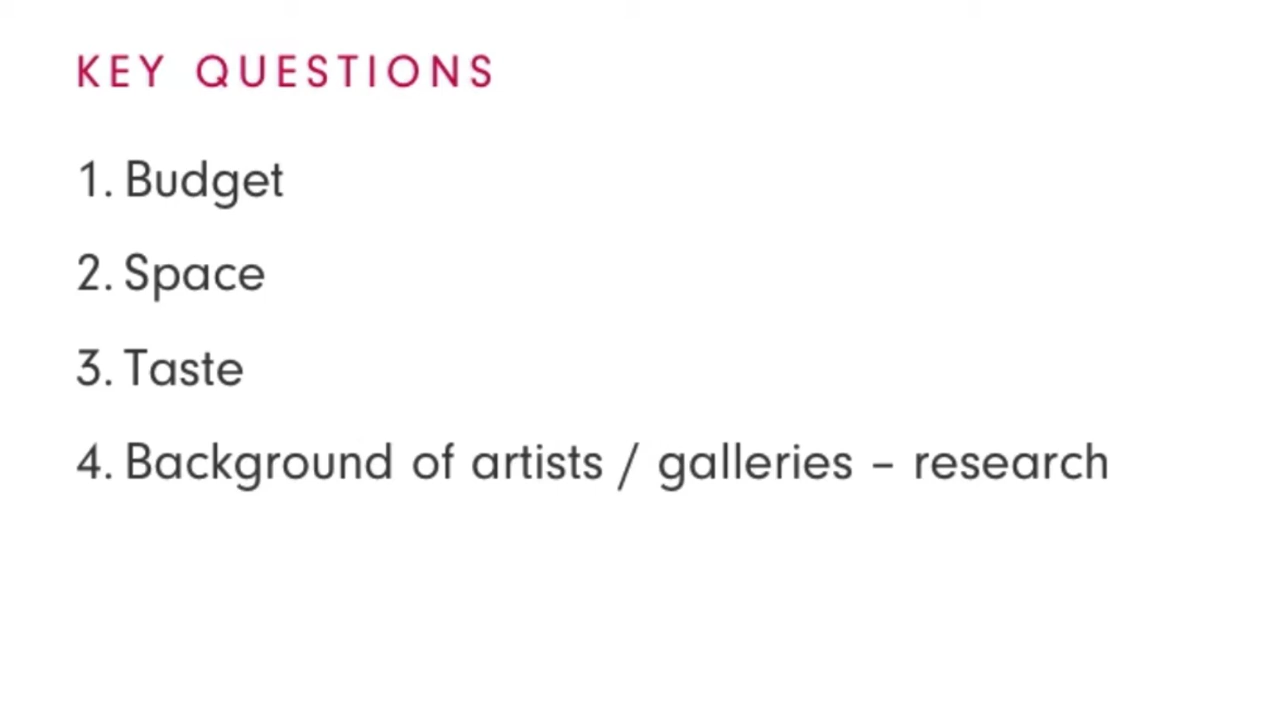 KEY QUESTIONS
1. Budget
2. Space
3. Taste
4. Background of artists / galleries – research